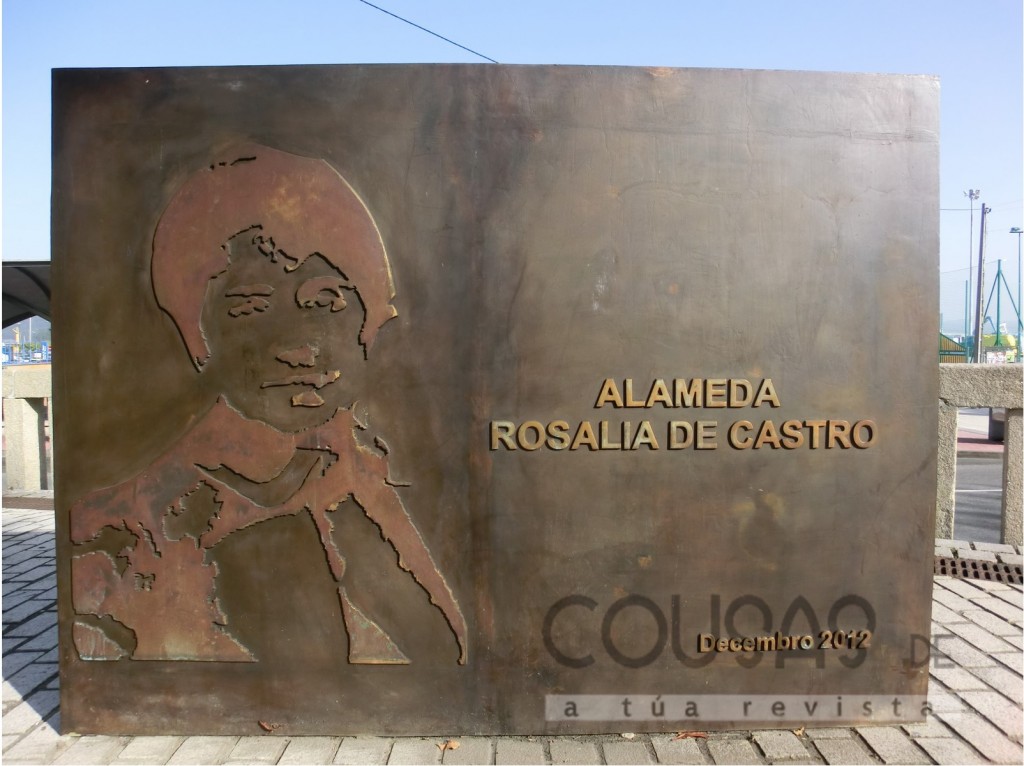 ALAMEDA
ROSALIA DE CASTRO
Decembro 2012
COUSAS DE
a túa revista